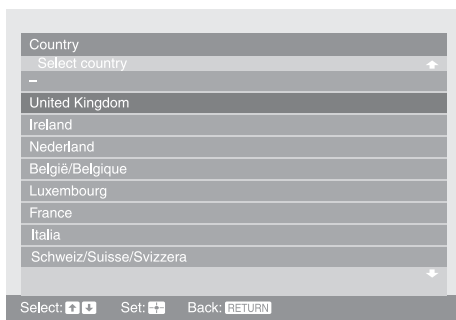 Country
Select country
–
United Kingdom
Ireland
Nederland
België/Belgique
Luxembourg
France
Italia
Schweiz/Suisse/Svizzera
Select: Set: Back: RETURN